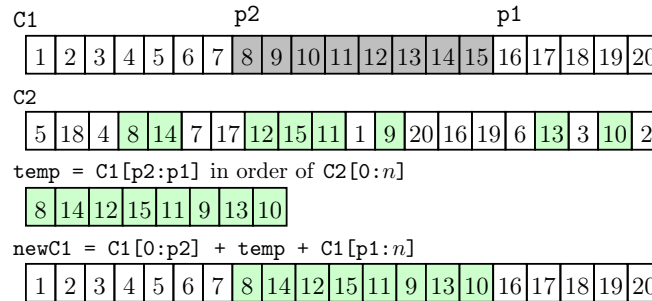 C1 p2 p1
1 2 3 4 5 6 7 8 9 10 11 12 13 14 15 16 17 18 19 20
C2
5 18 4 8 14 7 17 12 15 11 1 9 20 16 19 6 13 3 10 2
temp = C1[p2:p1] in order of C2[0:n]
8 14 12 15 11 9 13 10
newC1 = C1[0:p2] + temp + C1[p1:n]
1 2 3 4 5 6 7 8 14 12 15 11 9 13 10 16 17 18 19 20